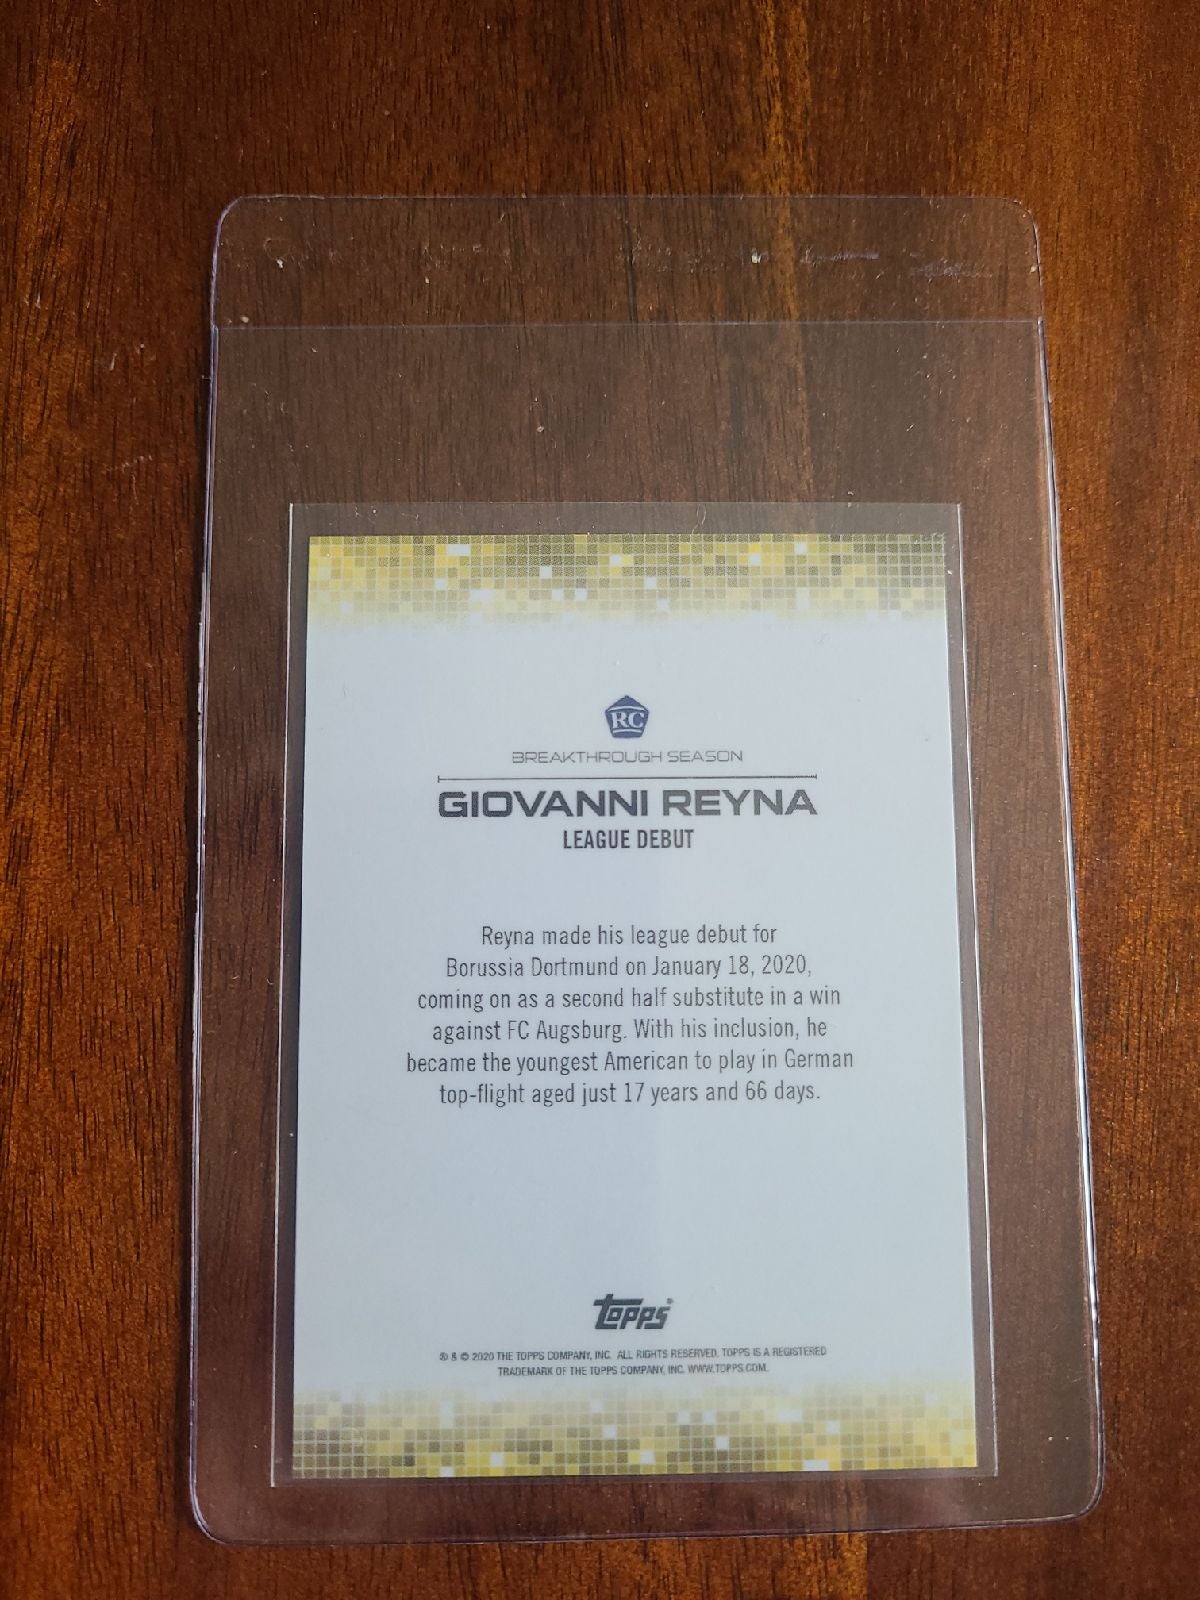 RC
BREAKTHROUGH SEASON
GIOVANNI REYNA
LEAGUE DEBUT
Reyna made his league debut for
Borussia Dortmund on January 18, 2020,
coming on as a second half substitute in a win
against FC Augsburg. With his inclusion, he
became the youngest American to play in German
top-flight aged just 17 years and 66 days.
Topps®
® & © 2020 THE TOPPS COMPANY, INC. ALL RIGHTS RESERVED. TOPPS IS A REGISTERED
TRADEMARK OF THE TOPPS COMPANY, INC. WWW.TOPPS.COM.